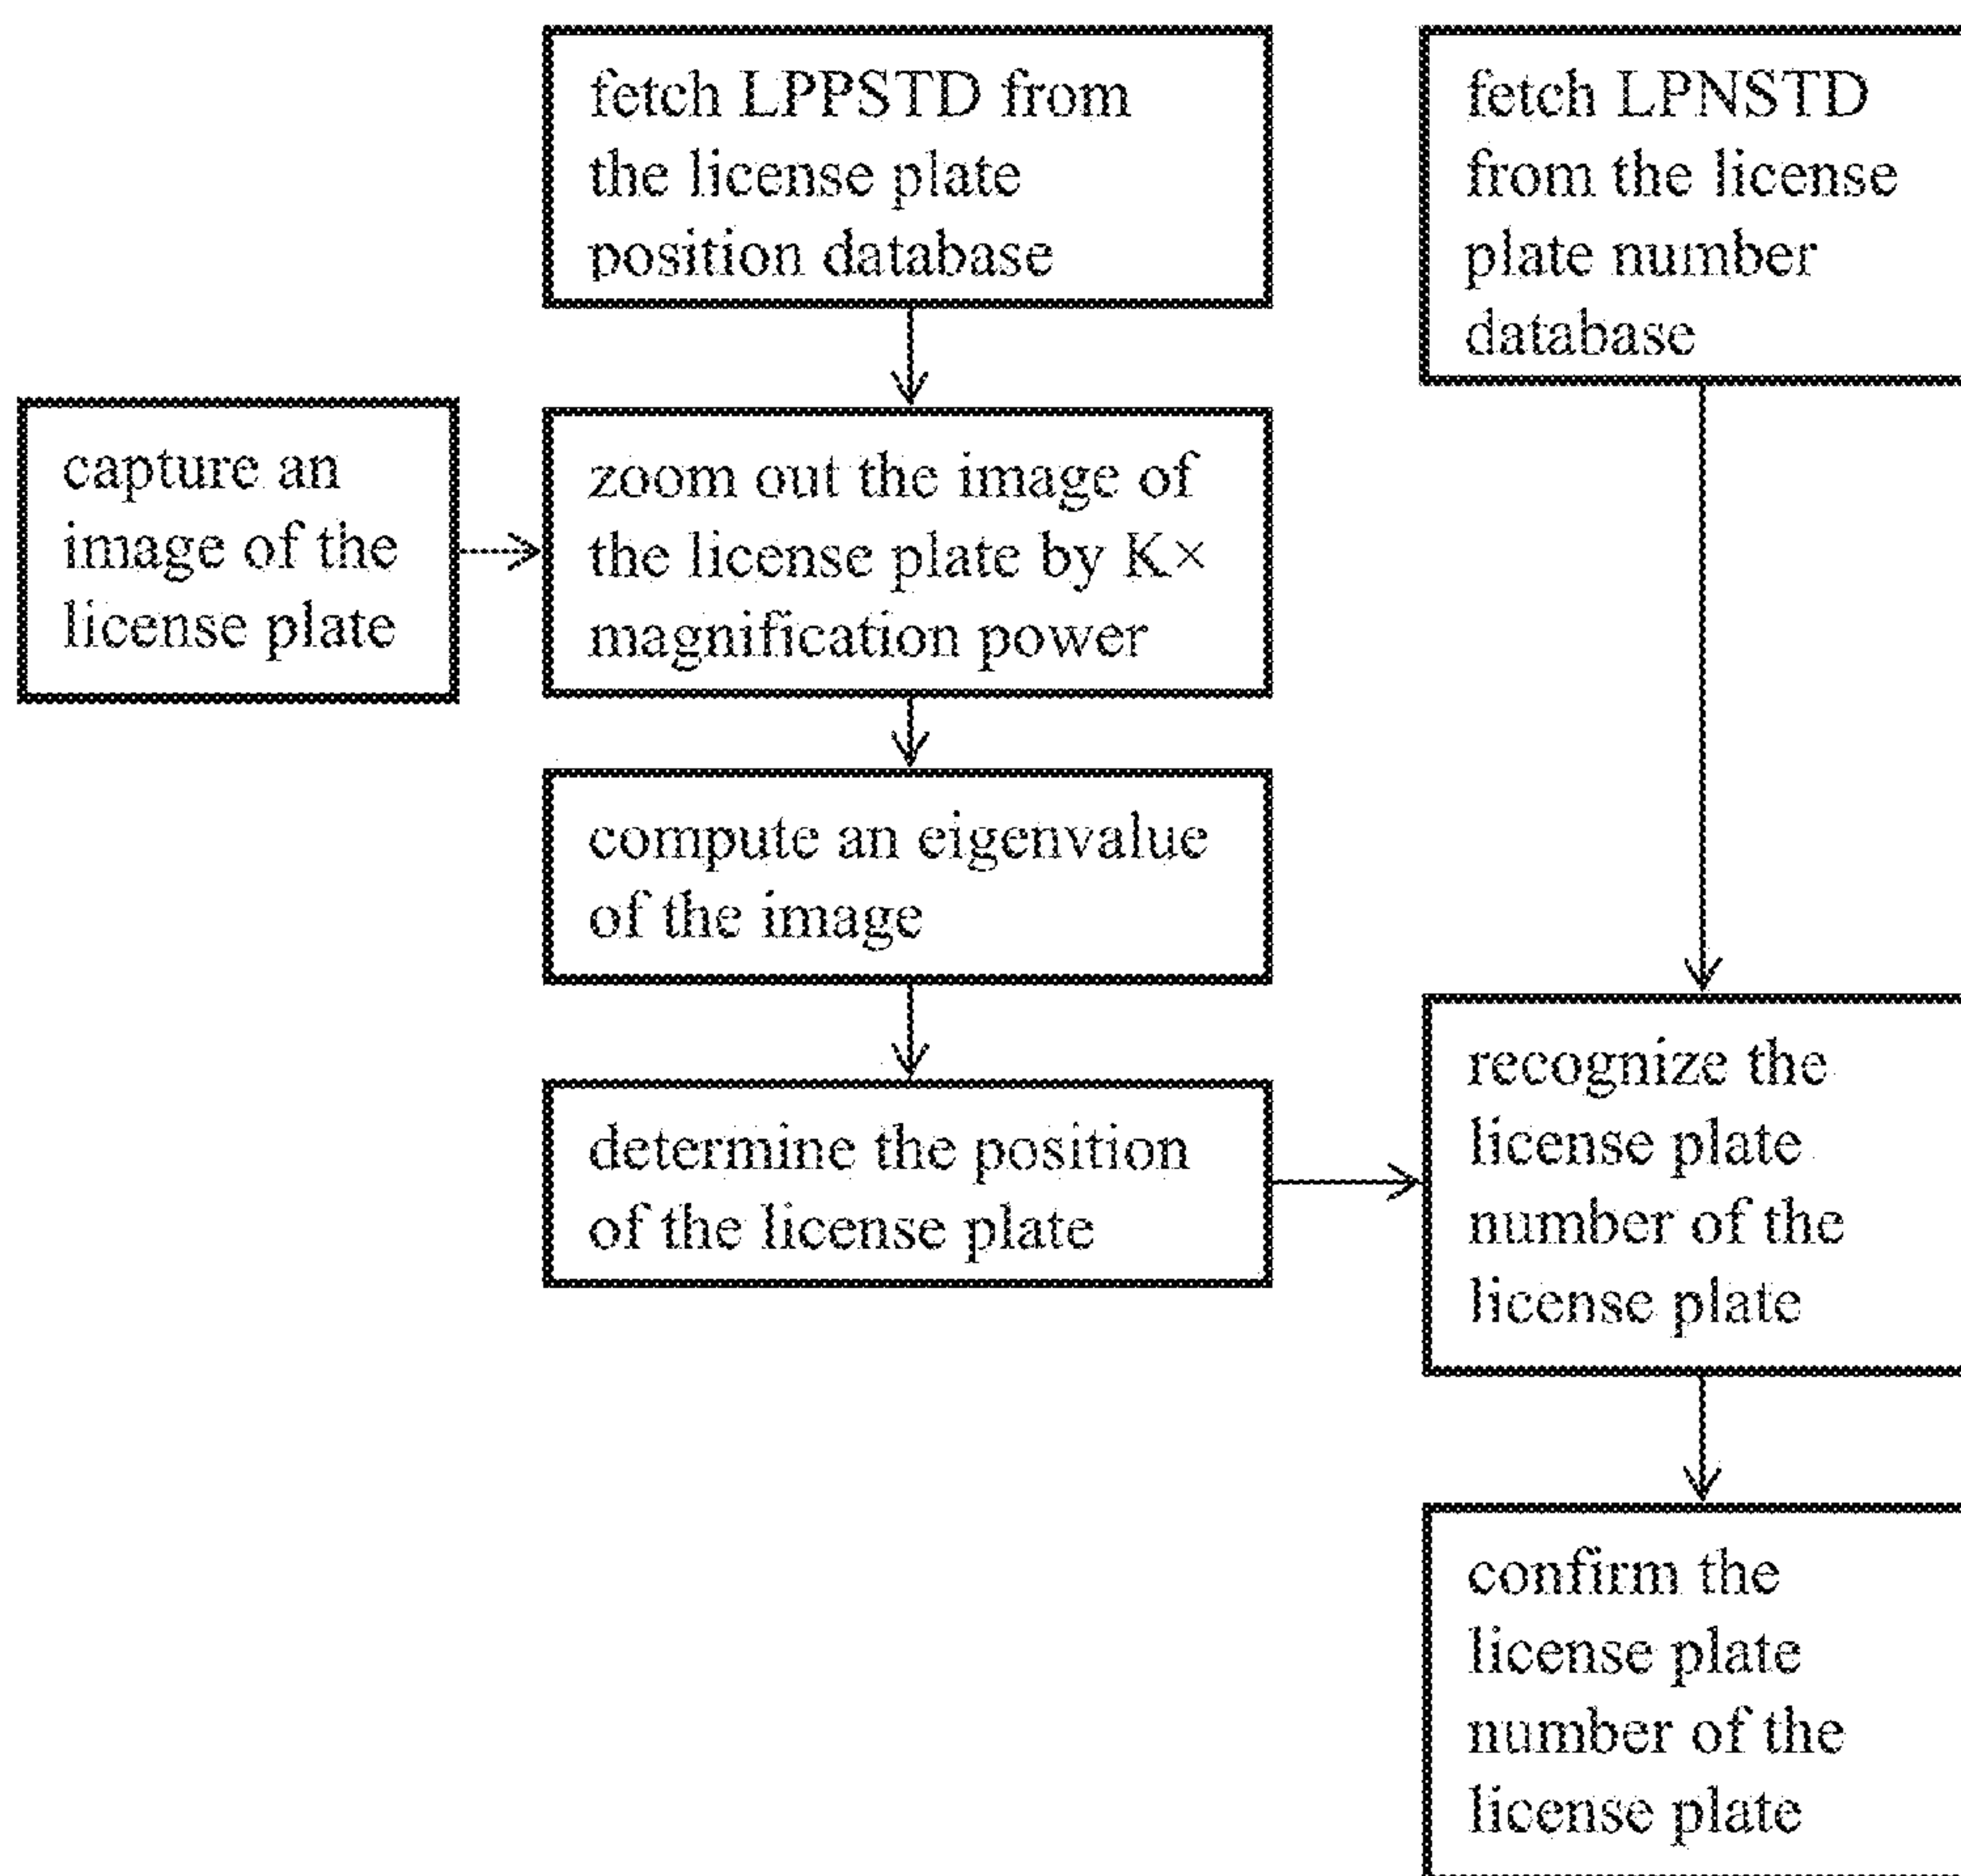 fetch LPPSTD from
the license plate
position database
fetch LPNSTD
from the license
plate number
database
capture an
image of the
license plate
zoom out the image of
the license plate by K×
magnification power
compute an eigenvalue
of the image
determine the position
of the license plate
recognize the
license plate
number of the
license plate
confirm the
license plate
number of the
license plate